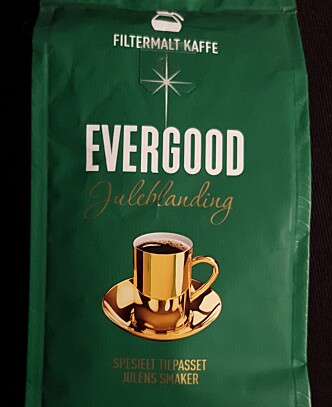 FILTERMALT KAFFE
EVERGOOD
Juleblanding
SPESIELT TILPASSET
JULENS SMAKER